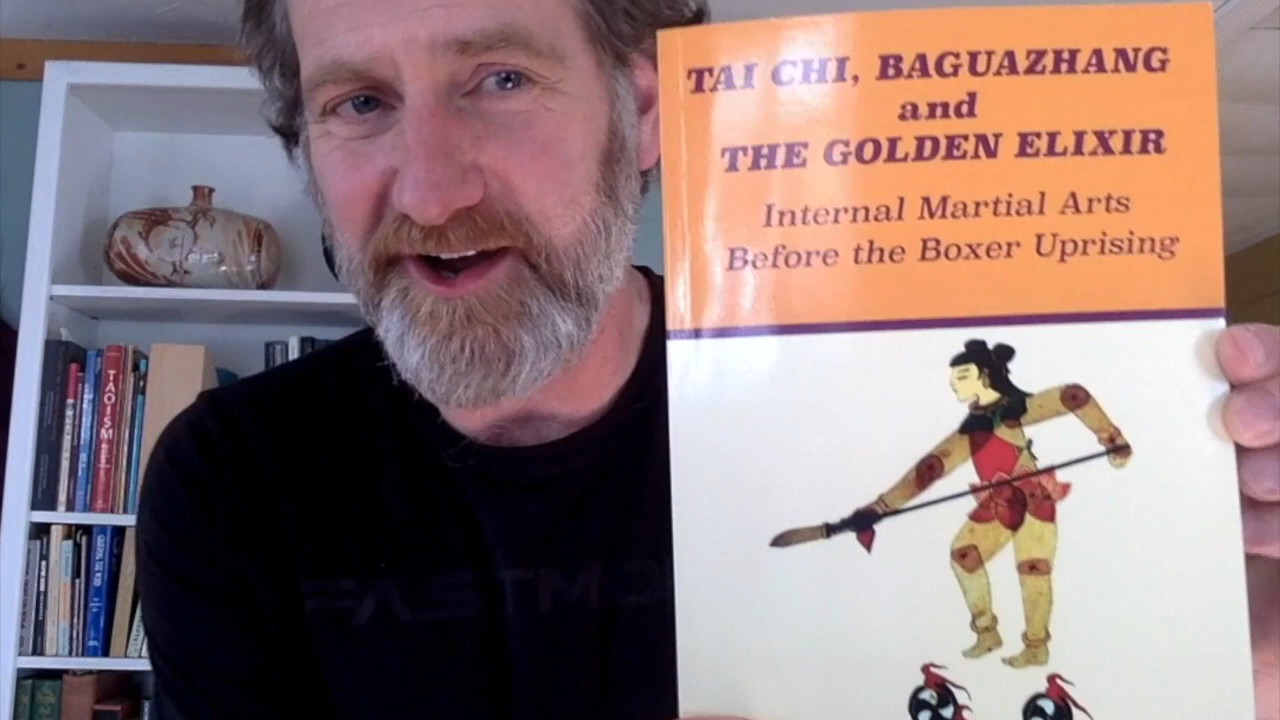 TAI CHI, BAGUAZHANG
and
THE GOLDEN ELIXIR
Internal Martial Arts
Before the Boxer Uprising
TAOISM